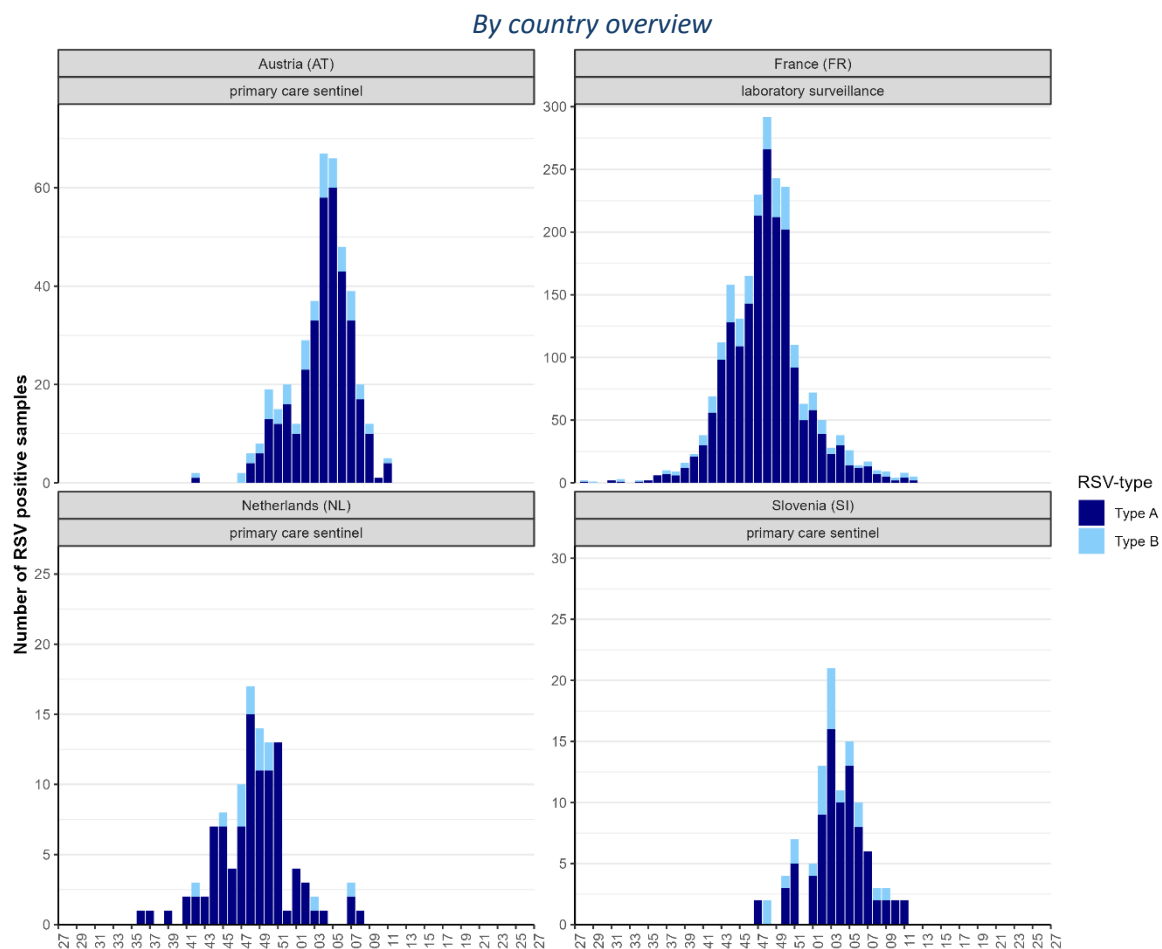 By country overview
Austria (AT)
primary care sentinel
France (FR)
laboratory surveillance
Number of RSV positive samples
60
40
20
0
300
250
200
150
100
50
0
Netherlands (NL)
primary care sentinel
Slovenia (SI)
primary care sentinel
25
20
15
10
5
0
30
25
20
15
10
5
0
27 29 31 33 35 37 39 41 43 45 47 49 51 01 03 05 07 09 11 13 15 17 19 21 23 25 27
27 29 31 33 35 37 39 41 43 45 47 49 51 01 03 05 07 09 11 13 15 17 19 21 23 25 27
RSV-type
Type A
Type B